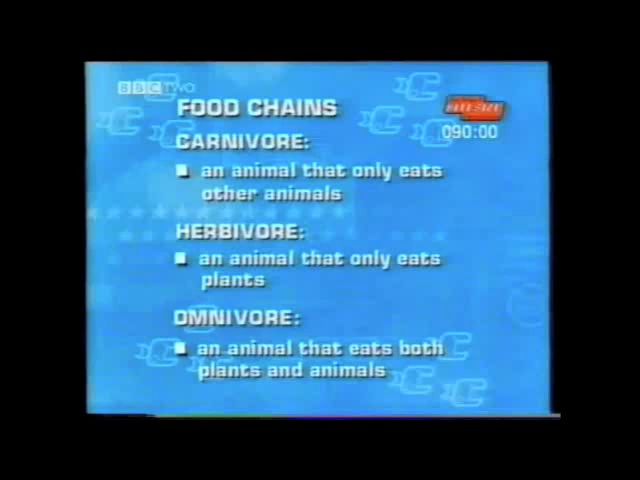 BBC TWO
FOOD CHAINS
090:00
CARNIVORE:
an animal that only eats
other animals
HERBIVORE:
an animal that only eats
plants
OMNIVORE:
an animal that eats both
plants and animals